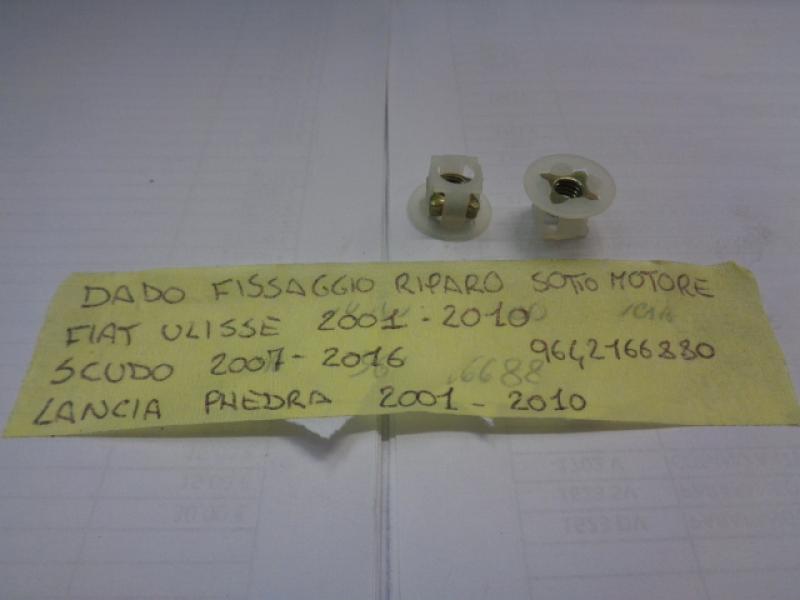 DADO FISSAGGIO RIPARO SOTTO MOTORE
FIAT ULISSE 2001 - 2010
SCUDO 2007 - 2016 9642166880
LANCIA PHEDRA 2001 - 2010